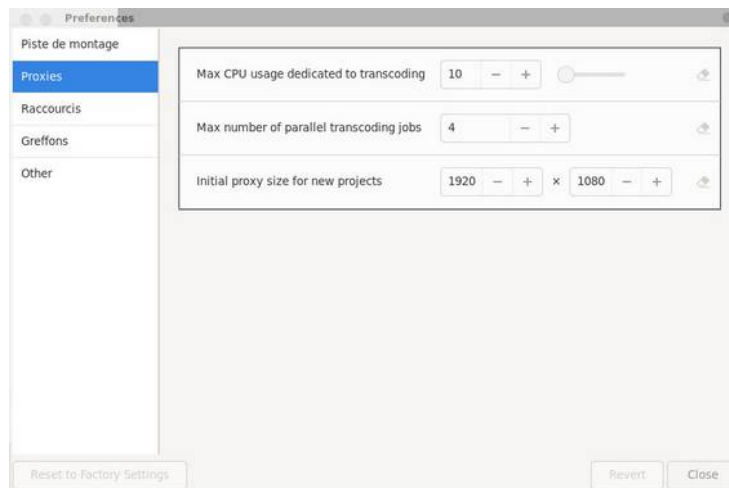 Preferences
Piste de montage
Proxies
Raccourcis
Greffons
Other
Max CPU usage dedicated to transcoding 10 − +
Max number of parallel transcoding jobs 4 − +
Initial proxy size for new projects 1920 − + × 1080 − +
Reset to Factory Settings
Revert
Close